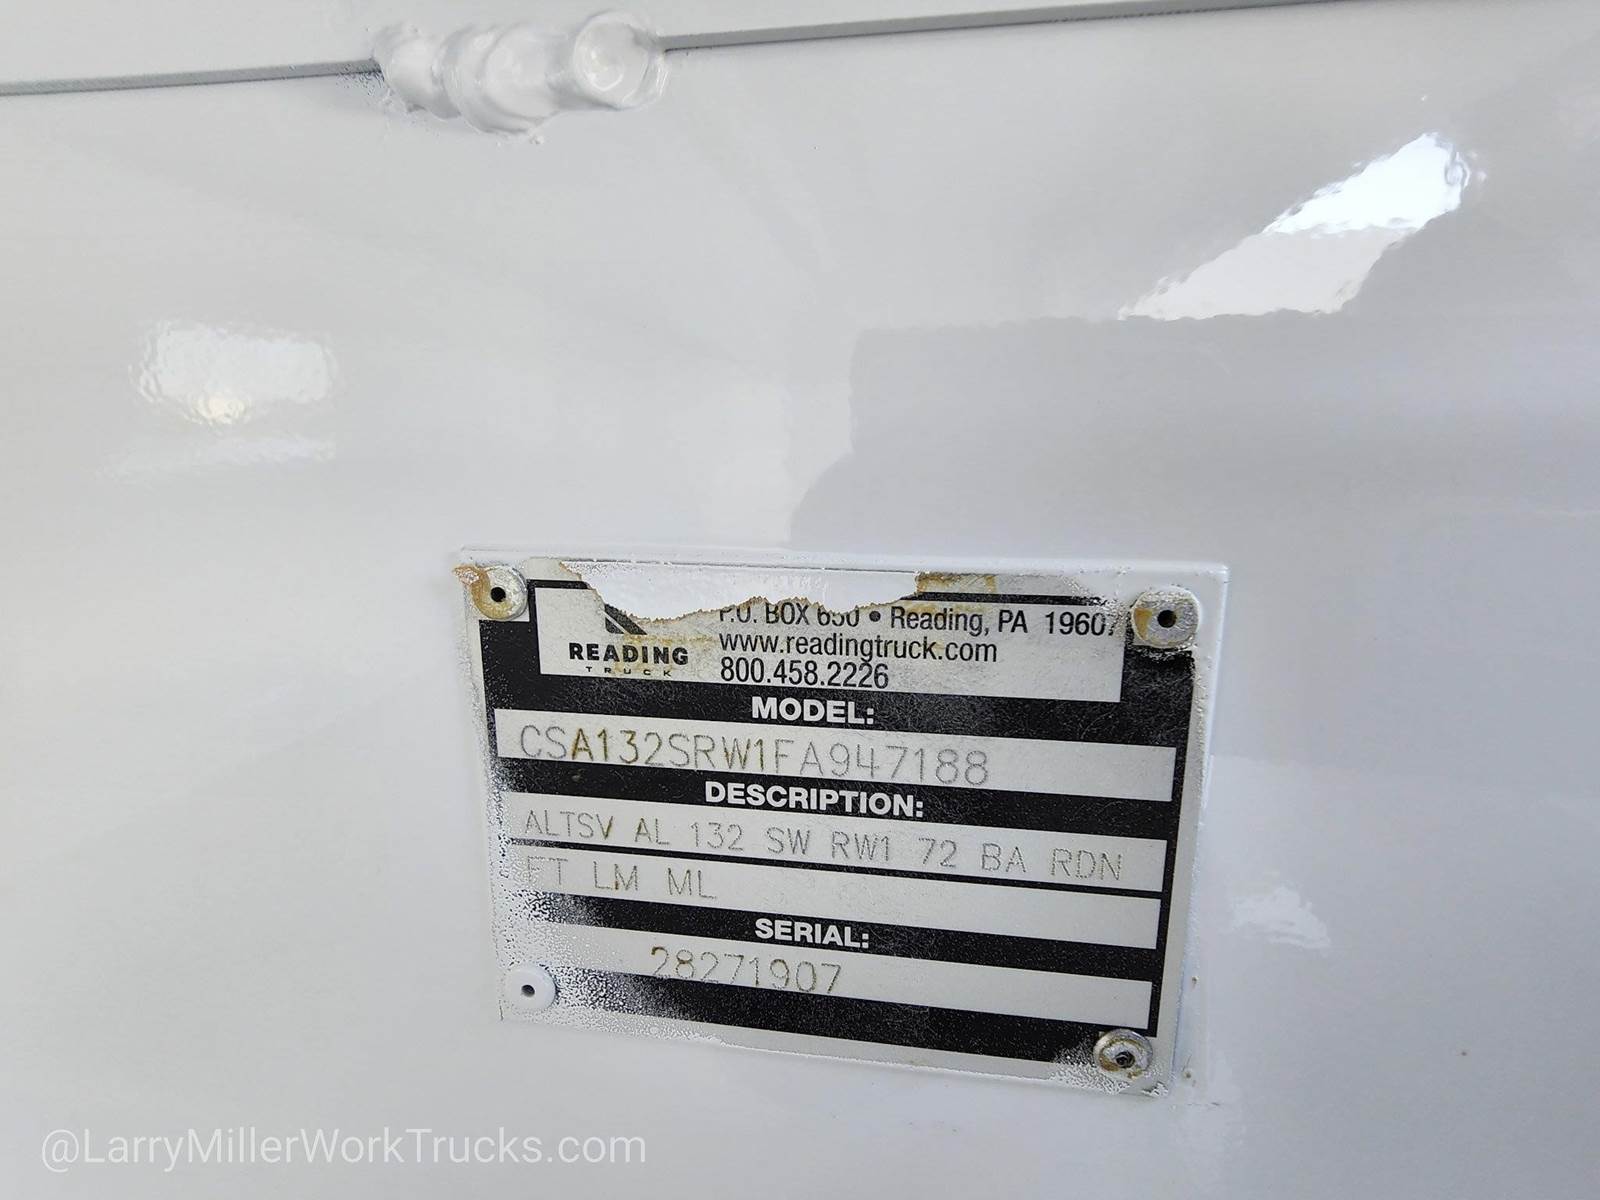 P.O. BOX 650 • Reading, PA 19607
READING
TRUCK
www.readingtruck.com
800.458.2226
MODEL:
CSA132SRW1FA947188
DESCRIPTION:
ALTSV AL 132 SW RW1 72 BA RDN
FT LM ML
SERIAL:
28271907
@LarryMillerWorkTrucks.com